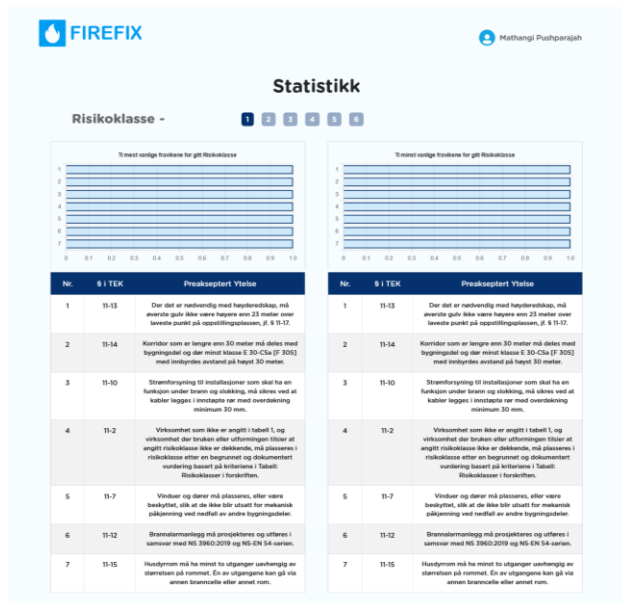 FIREFIX
Mathangi Pushparajah
Statistikk
Risikoklasse -
1 2 3 4 5 6
Ti mest vanlige fravikene for gitt Risikoklasse
1
2
3
4
5
6
7
0 0.1 0.2 0.3 0.4 0.5 0.6 0.7 0.8 0.9 1.0
Nr. § i TEK Preakseptert Ytelse
1 11-13 Der det er nødvendig med høyderedskap, må
øverste gulv ikke være høyere enn 23 meter over
laveste punkt på oppstillingsplassen, jf. § 11-17.
2 11-14 Korridor som er lengre enn 30 meter må deles med
bygningsdel og dør minst klasse E 30-CSa [F 30S]
med innbyrdes avstand på høyst 30 meter.
3 11-10 Strømforsyning til installasjoner som skal ha en
funksjon under brann og slokking, må sikres ved at
kabler legges i innstøpte rør med overdekning
minimum 30 mm.
4 11-2 Virksomhet som ikke er angitt i tabell 1, og
virksomhet der bruken eller utformingen tilsier at
angitt risikoklasse ikke er dekkende, må plasseres i
risikoklasse etter en begrunnet og dokumentert
vurdering basert på kriteriene i Tabell:
Risikoklasser i forskriften.
5 11-7 Vinduer og dører må plasseres, eller være
beskyttet, slik at de ikke blir utsatt for mekanisk
påkjenning ved nedfall av andre bygningsdeler.
6 11-12 Brannalarmanlegg må prosjekteres og utføres i
samsvar med NS 3960:2019 og NS-EN 54-serien.
7 11-15 Husdyrrom må ha minst to utganger uavhengig av
størrelsen på rommet. Én av utgangene kan gå via
annen branncelle eller annet rom.
Ti minst vanlige fravikene for gitt Risikoklasse
1
2
3
4
5
6
7
0 0.1 0.2 0.3 0.4 0.5 0.6 0.7 0.8 0.9 1.0
Nr. § i TEK Preakseptert Ytelse
1 11-13 Der det er nødvendig med høyderedskap, må
øverste gulv ikke være høyere enn 23 meter over
laveste punkt på oppstillingsplassen, jf. § 11-17.
2 11-14 Korridor som er lengre enn 30 meter må deles med
bygningsdel og dør minst klasse E 30-CSa [F 30S]
med innbyrdes avstand på høyst 30 meter.
3 11-10 Strømforsyning til installasjoner som skal ha en
funksjon under brann og slokking, må sikres ved at
kabler legges i innstøpte rør med overdekning
minimum 30 mm.
4 11-2 Virksomhet som ikke er angitt i tabell 1, og
virksomhet der bruken eller utformingen tilsier at
angitt risikoklasse ikke er dekkende, må plasseres i
risikoklasse etter en begrunnet og dokumentert
vurdering basert på kriteriene i Tabell:
Risikoklasser i forskriften.
5 11-7 Vinduer og dører må plasseres, eller være
beskyttet, slik at de ikke blir utsatt for mekanisk
påkjenning ved nedfall av andre bygningsdeler.
6 11-12 Brannalarmanlegg må prosjekteres og utføres i
samsvar med NS 3960:2019 og NS-EN 54-serien.
7 11-15 Husdyrrom må ha minst to utganger uavhengig av
størrelsen på rommet. Én av utgangene kan gå via
annen branncelle eller annet rom.